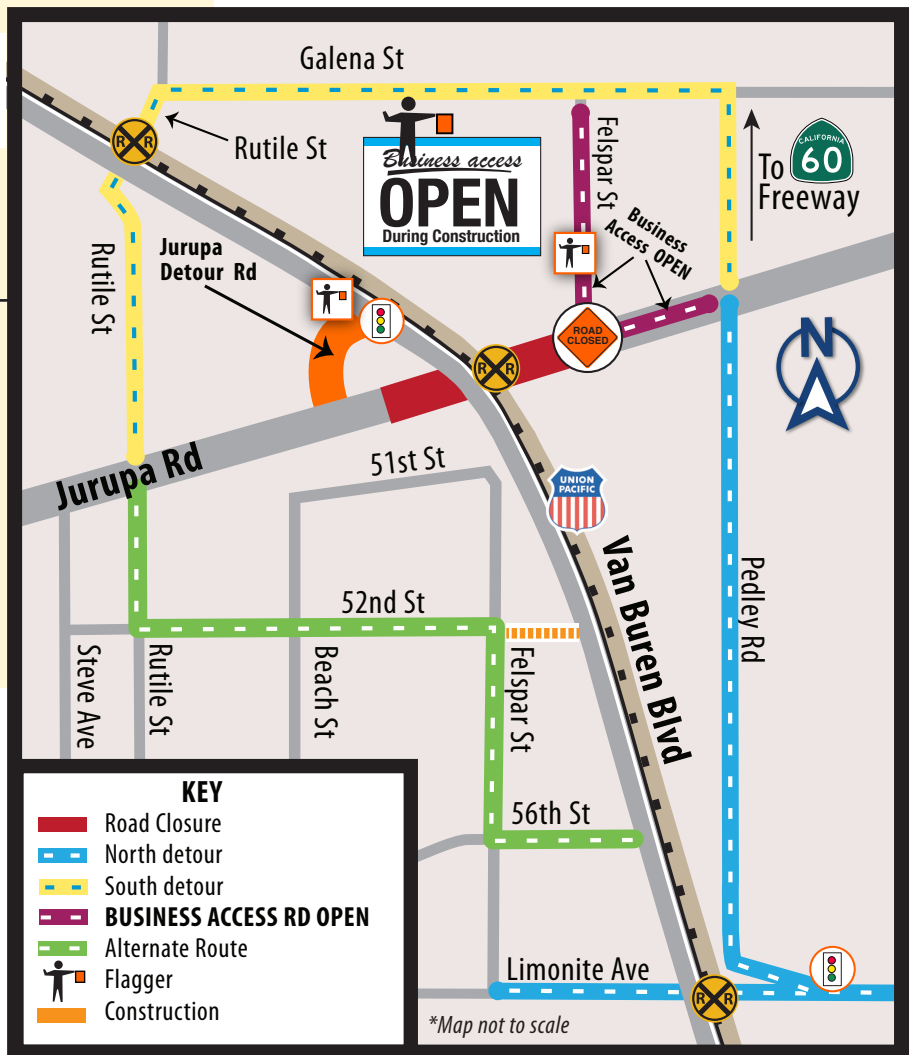 Galena St
Rutile St
Business access
OPEN
During Construction
Felspar St
CALIFORNIA
60
To
Freeway
Business
Access OPEN
Rutile St
Jurupa
Detour Rd
R R
ROAD
CLOSED
R R
N
Jurupa Rd
51st St
UNION
PACIFIC
Van Buren Blvd
Pedley Rd
52nd St
Steve Ave
Rutile St
Beach St
Felspar St
56th St
Limonite Ave
R R
*Map not to scale
KEY
Road Closure
North detour
South detour
BUSINESS ACCESS RD OPEN
Alternate Route
Flagger
Construction